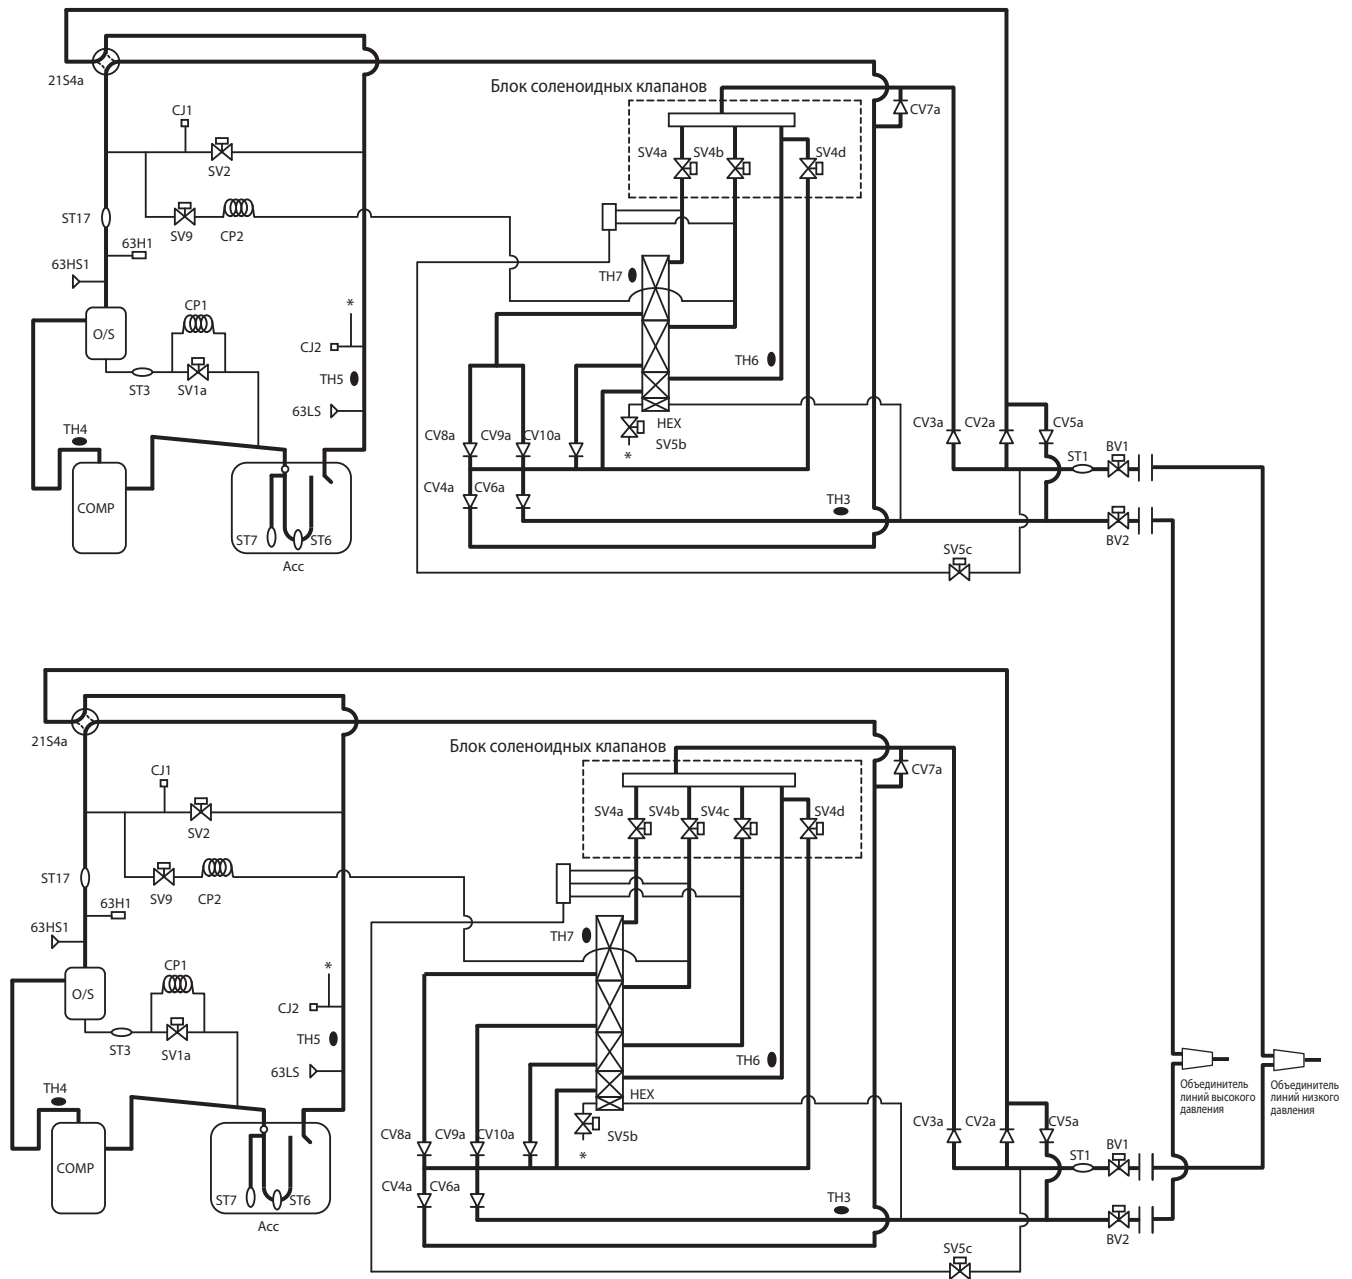 21S4a
Блок соленоидных клапанов
CJ1
CV7a
SV4a
SV4b
SV4d
SV2
ST17
63H1
SV9
CP2
63HS1
TH7
CP1
*
O/S
CJ2
TH6
ST3
SV1a
TH5
63LS
HEX
CV3a
CV2a
CV5a
TH4
CV8a
CV9a
CV10a
SV5b
*
ST1
BV1
CV4a
CV6a
TH3
COMP
ST7
ST6
BV2
Acc
SV5c
21S4a
Блок соленоидных клапанов
CJ1
CV7a
SV4a
SV4b
SV4c
SV4d
SV2
ST17
SV9
CP2
63H1
63HS1
TH7
CP1
*
O/S
CJ2
TH5
ST3
SV1a
TH6
63LS
TH4
HEX
Объединитель
линий высокого
давления
Объединитель
линий низкого
давления
CV3a
CV2a
CV5a
CV8a
CV9a
CV10a
SV5b
*
ST1
BV1
COMP
CV4a
CV6a
TH3
ST7
ST6
BV2
Acc
SV5c